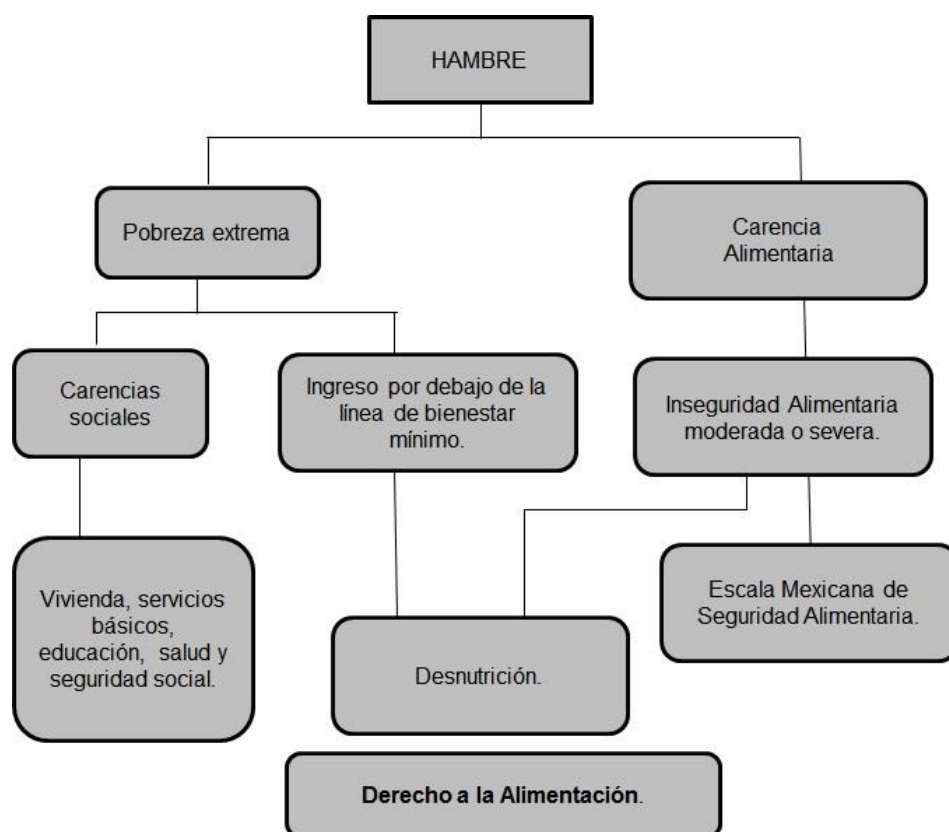 HAMBRE
Pobreza extrema
Carencia
Alimentaria
Carencias
sociales
Ingreso por debajo de la
línea de bienestar
mínimo.
Inseguridad Alimentaria
moderada o severa.
Vivienda, servicios
básicos,
educación, salud y
seguridad social.
Desnutrición.
Escala Mexicana de
Seguridad Alimentaria.
Derecho a la Alimentación.